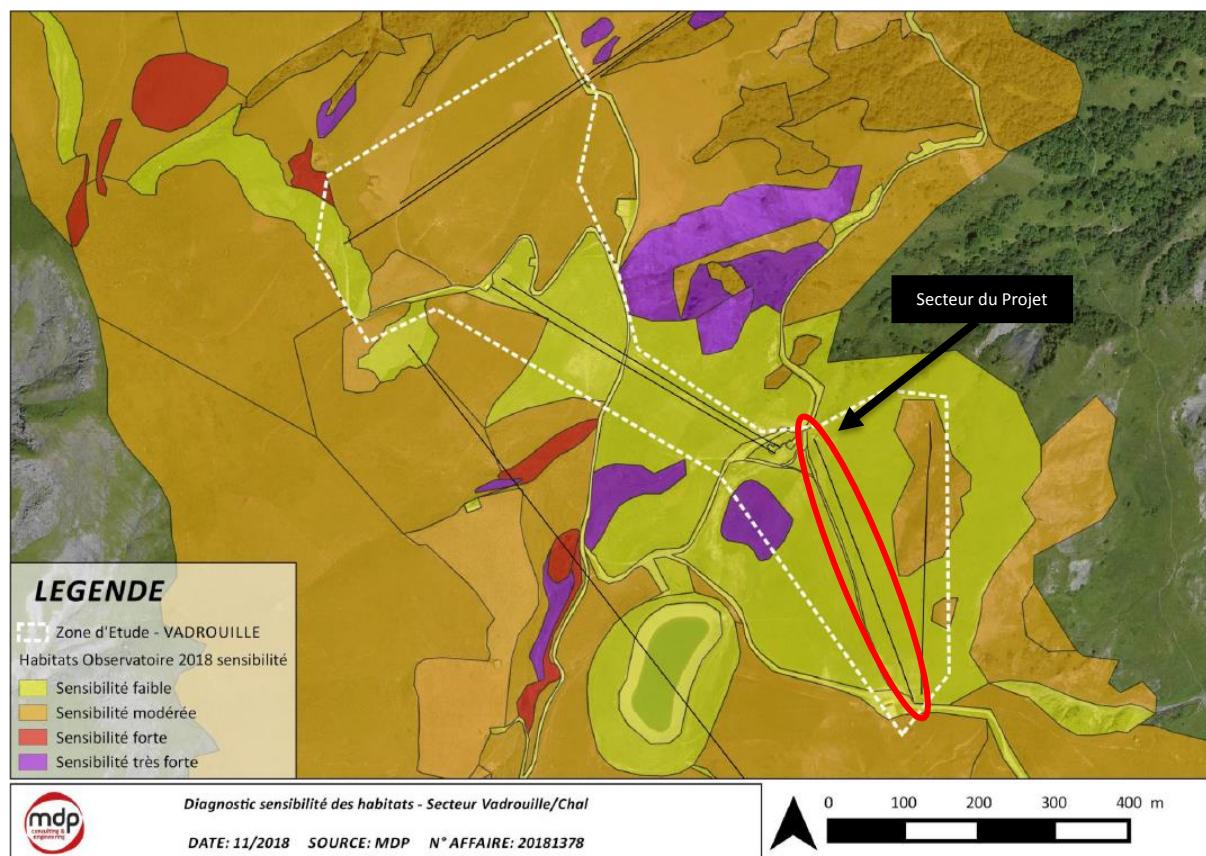 Secteur du Projet
LEGENDE
Zone d'Etude - VADROUILLE
Habitats Observatoire 2018 sensibilité
Sensibilité faible
Sensibilité modérée
Sensibilité forte
Sensibilité très forte
mdp
consulting &
engineering
Diagnostic sensibilité des habitats - Secteur Vadrouille/Chal
DATE: 11/2018 SOURCE: MDP N° AFFAIRE: 20181378
0 100 200 300 400 m